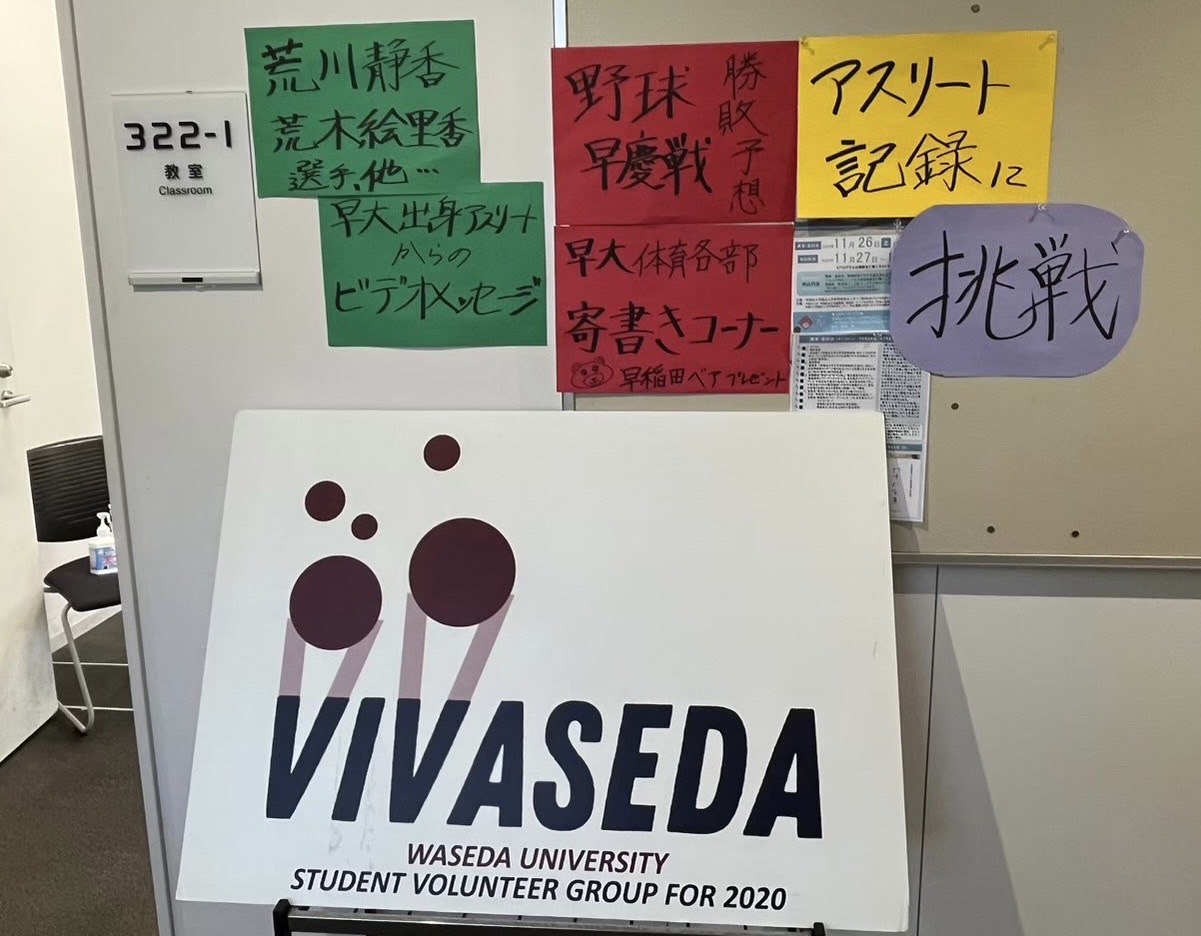 322-1
教室
Classroom
荒川静香
荒木絵里香
選手、他…
早大出身アスリート
からの
ビデオメッセージ
野球
早慶戦
勝敗予想
早大体育各部
寄書きコーナー
早稲田ベアプレゼント
アスリート
記録に
挑戦
11月26日 土
11月27日
VIVASEDA
WASEDA UNIVERSITY
STUDENT VOLUNTEER GROUP FOR 2020